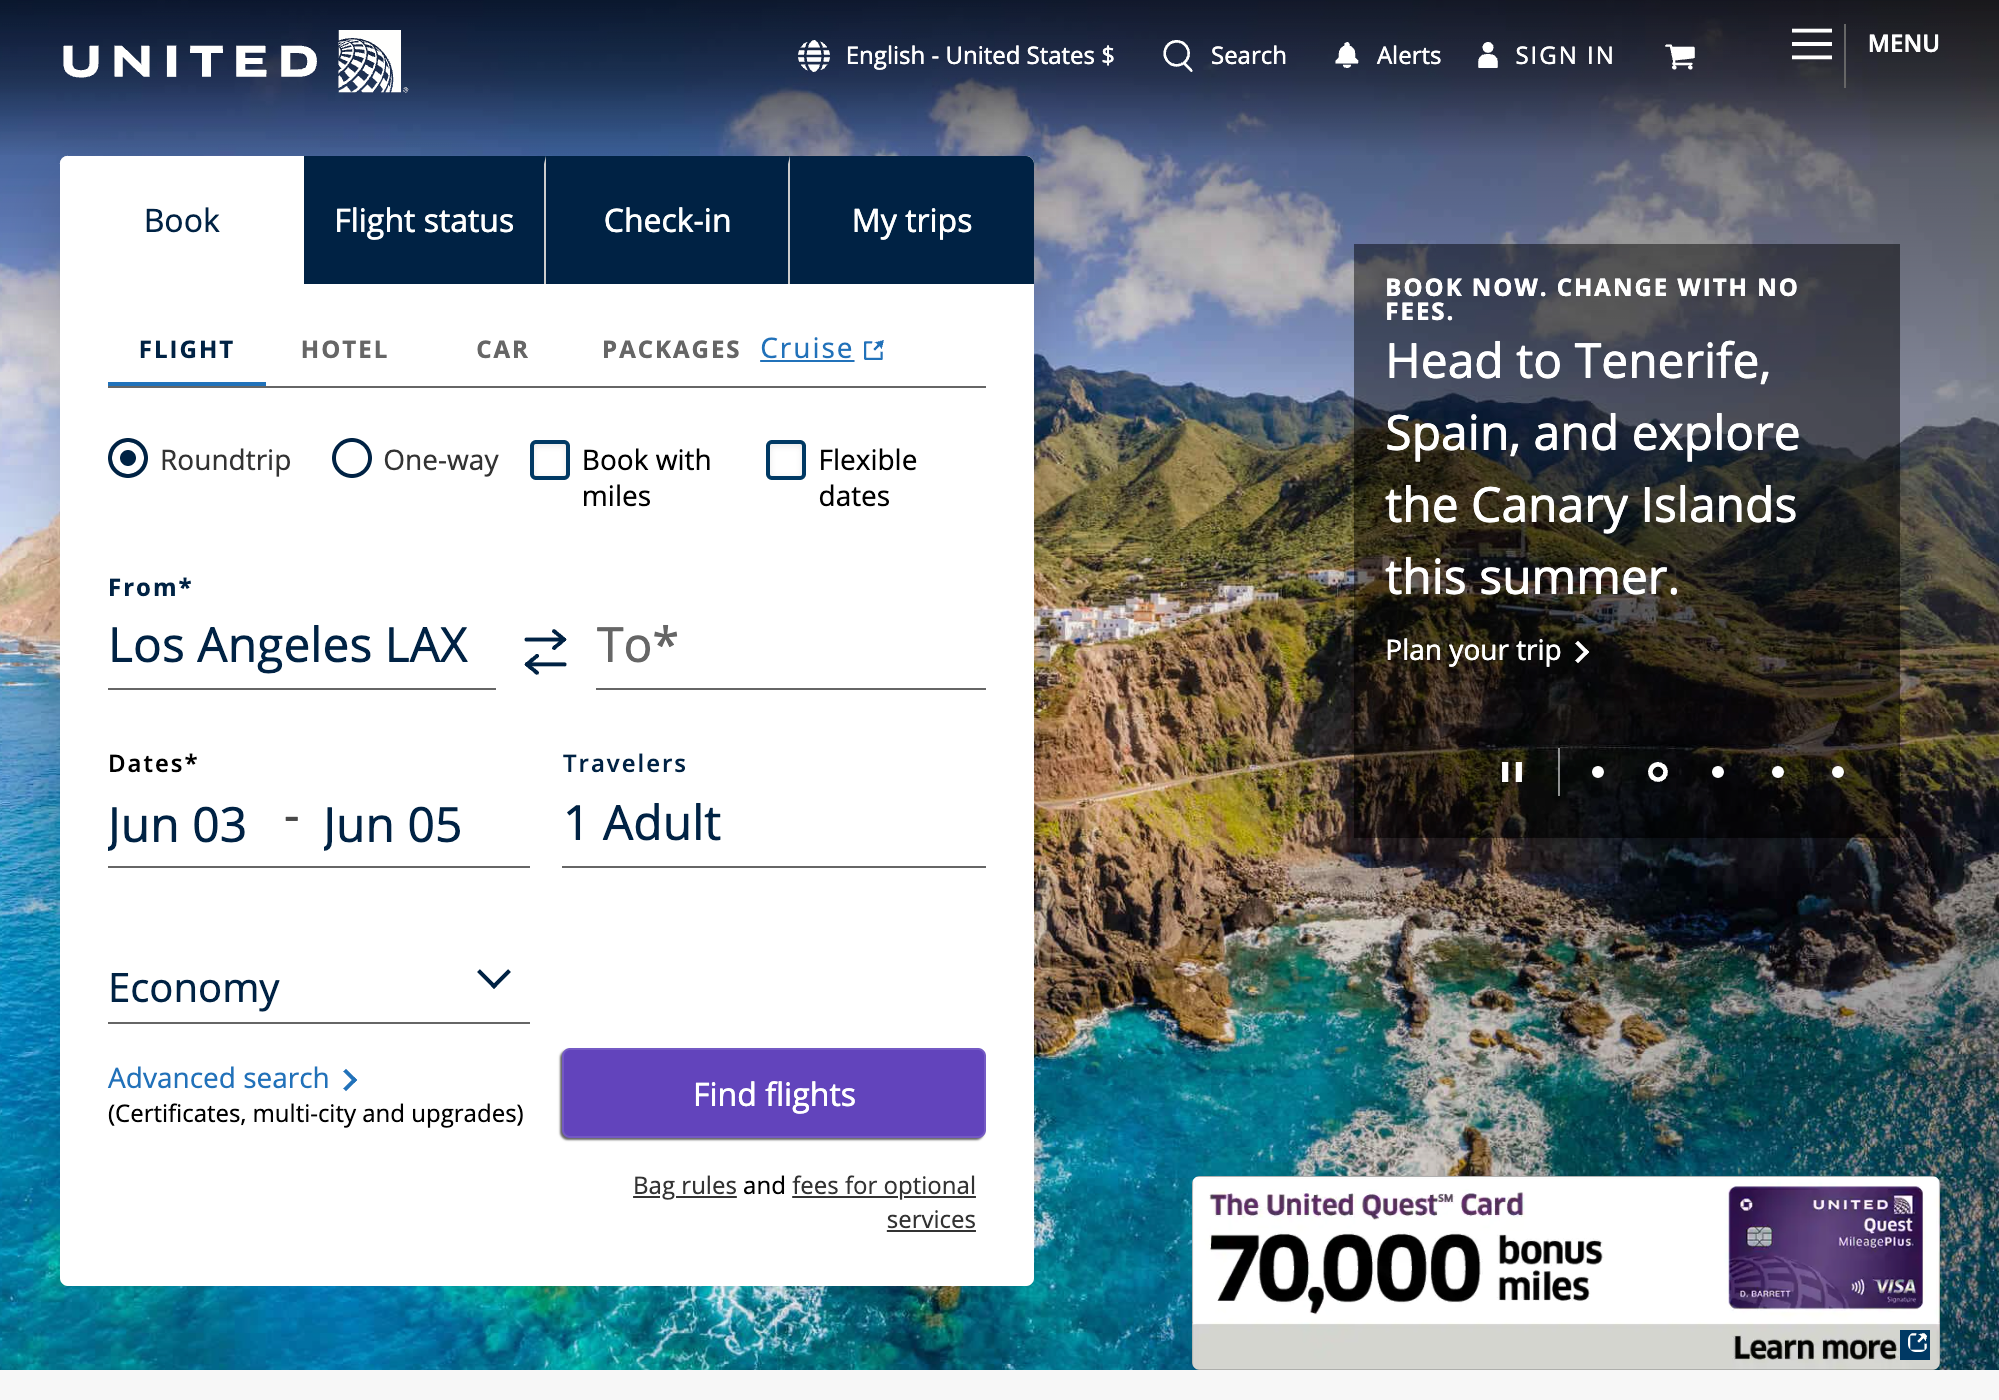 UNITED
English - United States $
Search
Alerts
SIGN IN
MENU
Book
Flight status
Check-in
My trips
FLIGHT
HOTEL
CAR
PACKAGES
Cruise
Roundtrip
One-way
Book with
miles
Flexible
dates
From*
Los Angeles LAX
To*
Dates*
Jun 03 - Jun 05
Travelers
1 Adult
Economy
Advanced search
(Certificates, multi-city and upgrades)
Find flights
Bag rules and fees for optional
services
BOOK NOW. CHANGE WITH NO
FEES.
Head to Tenerife,
Spain, and explore
the Canary Islands
this summer.
Plan your trip
The United Quest℠ Card
70,000 bonus
miles
UNITED
Quest
MileagePlus.
D. BARRETT
VISA
Signature
Learn more